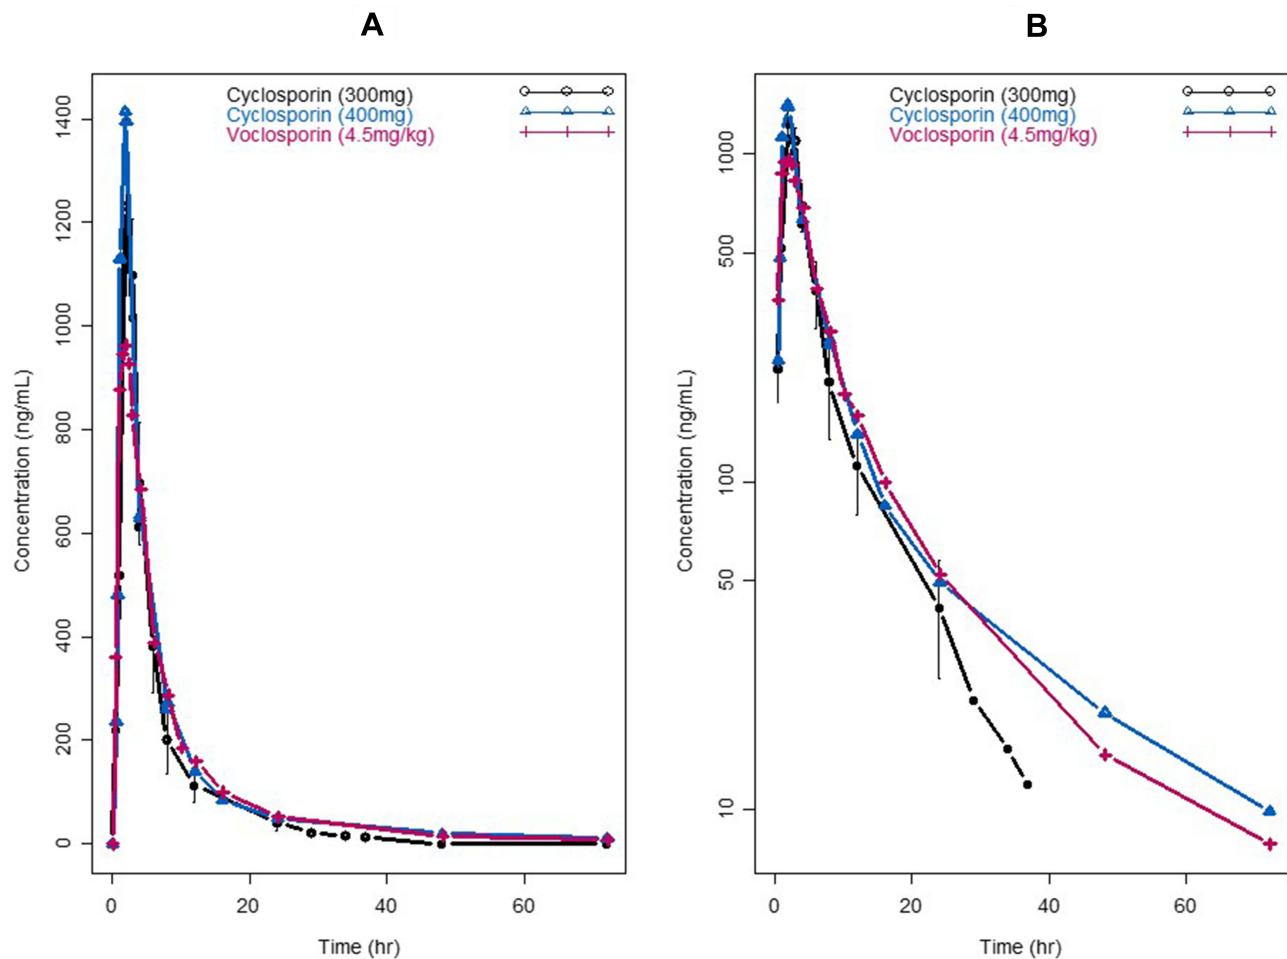 A
Cyclosporin (300mg)
Cyclosporin (400mg)
Voclosporin (4.5mg/kg)
1400
1200
1000
800
600
400
200
0
Concentration (ng/mL)
0 20 40 60
Time (hr)
B
Cyclosporin (300mg)
Cyclosporin (400mg)
Voclosporin (4.5mg/kg)
1000
500
100
50
10
Concentration (ng/mL)
0 20 40 60
Time (hr)